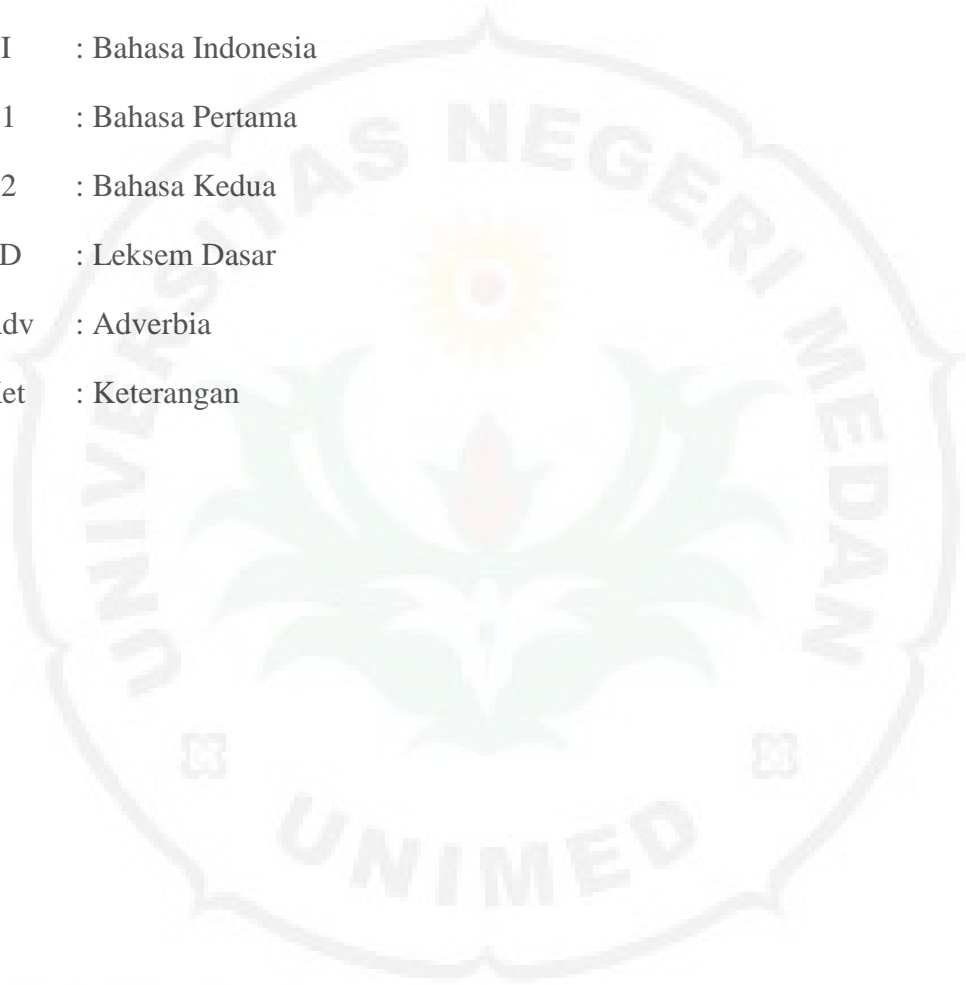 I : Bahasa Indonesia
1 : Bahasa Pertama
2 : Bahasa Kedua
D : Leksem Dasar
dv : Adverbia
et : Keterangan
UNIVERSITAS NEGERI MEDAN
UNIMED